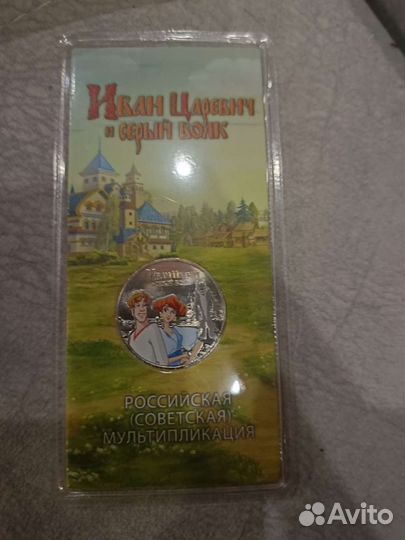 Иван Царевич
и серый волк
РОССИЙСКАЯ
(СОВЕТСКАЯ)
МУЛЬТИПЛИКАЦИЯ
Avito